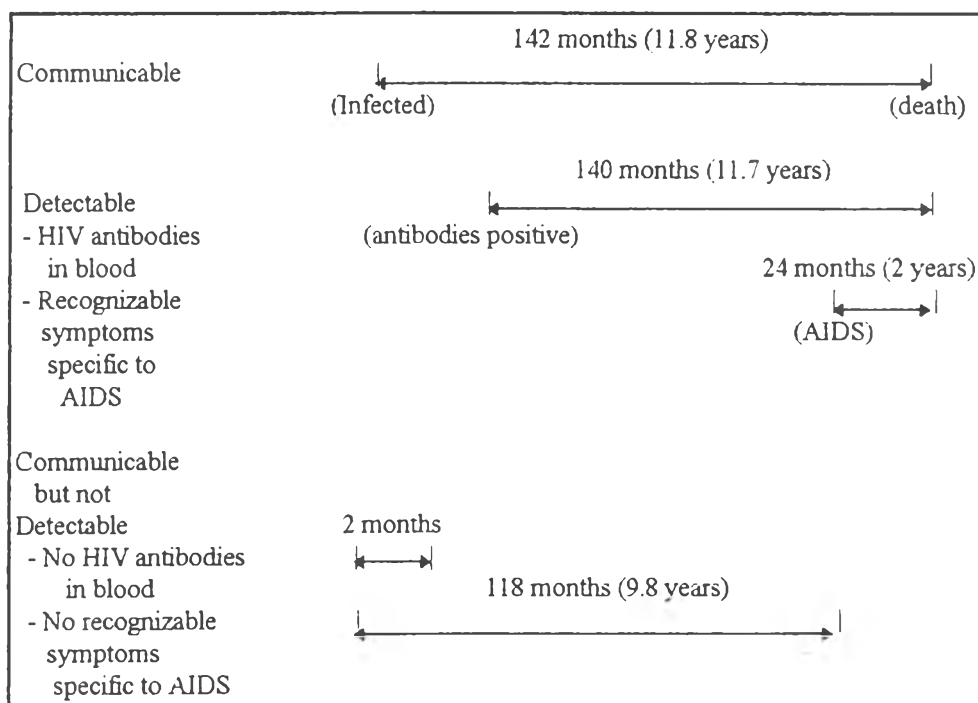 142 months (11.8 years)
Communicable
(Infected)
(death)
140 months (11.7 years)
Detectable
- HIV antibodies
in blood
(antibodies positive)
24 months (2 years)
- Recognizable
symptoms
specific to
AIDS
(AIDS)
Communicable
but not
Detectable
2 months
- No HIV antibodies
in blood
118 months (9.8 years)
- No recognizable
symptoms
specific to AIDS